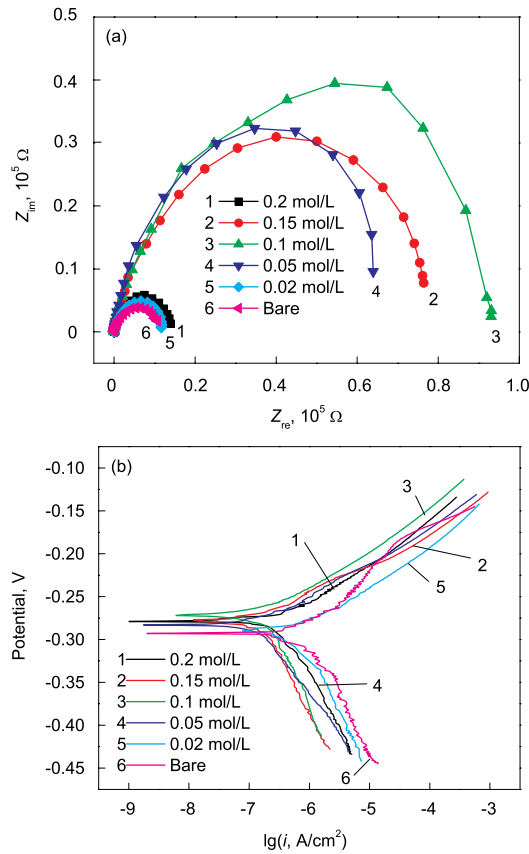 (a)
0.5
0.4
0.3
0.2
0.1
0
Z_im, 10^5 Ω
1 0.2 mol/L
2 0.15 mol/L
3 0.1 mol/L
4 0.05 mol/L
5 0.02 mol/L
6 Bare
6
5
1
4
2
3
0 0.2 0.4 0.6 0.8 1.0
Z_re, 10^5 Ω
(b)
-0.10
-0.15
-0.20
-0.25
-0.30
-0.35
-0.40
-0.45
Potential, V
3
1
2
5
4
6
1 0.2 mol/L
2 0.15 mol/L
3 0.1 mol/L
4 0.05 mol/L
5 0.02 mol/L
6 Bare
-9 -8 -7 -6 -5 -4 -3
lg(i, A/cm²)